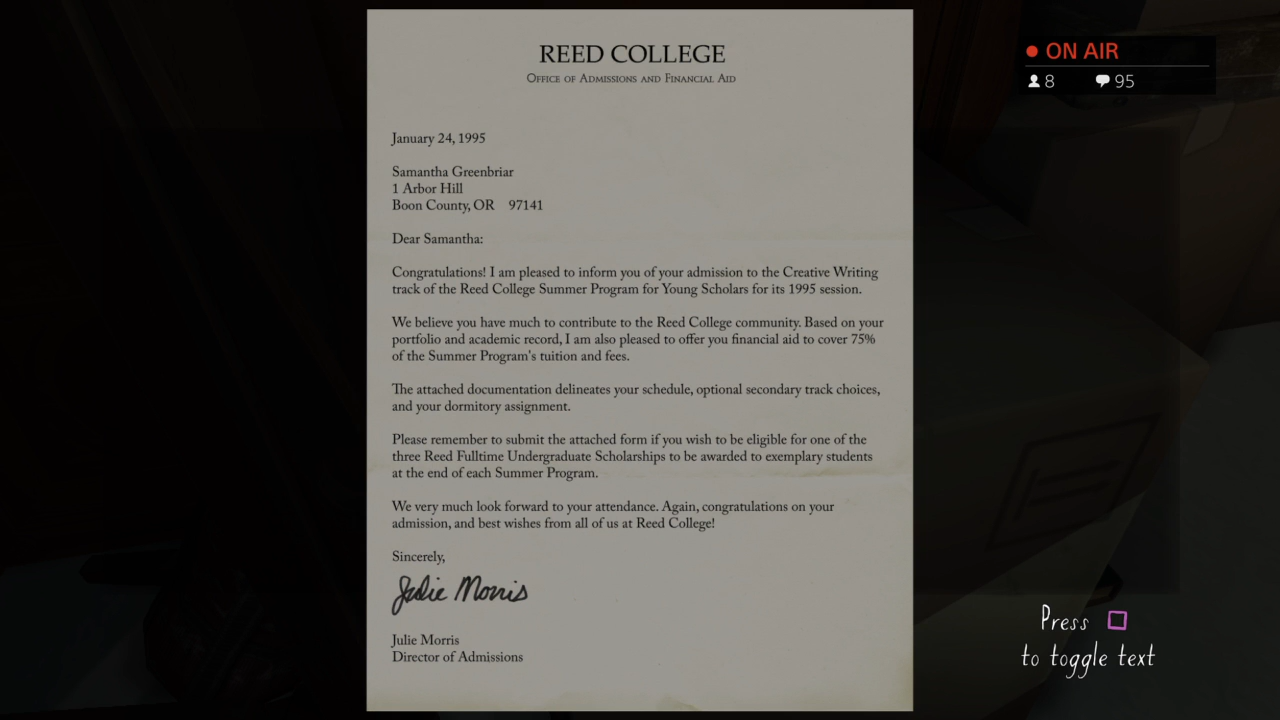 REED COLLEGE
Office of Admissions and Financial Aid
ON AIR
8 95
January 24, 1995
Samantha Greenbriar
1 Arbor Hill
Boon County, OR 97141
Dear Samantha:
Congratulations! I am pleased to inform you of your admission to the Creative Writing
track of the Reed College Summer Program for Young Scholars for its 1995 session.
We believe you have much to contribute to the Reed College community. Based on your
portfolio and academic record, I am also pleased to offer you financial aid to cover 75%
of the Summer Program's tuition and fees.
The attached documentation delineates your schedule, optional secondary track choices,
and your dormitory assignment.
Please remember to submit the attached form if you wish to be eligible for one of the
three Reed Fulltime Undergraduate Scholarships to be awarded to exemplary students
at the end of each Summer Program.
We very much look forward to your attendance. Again, congratulations on your
admission, and best wishes from all of us at Reed College!
Sincerely,
Julie Morris
Julie Morris
Director of Admissions
Press
to toggle text